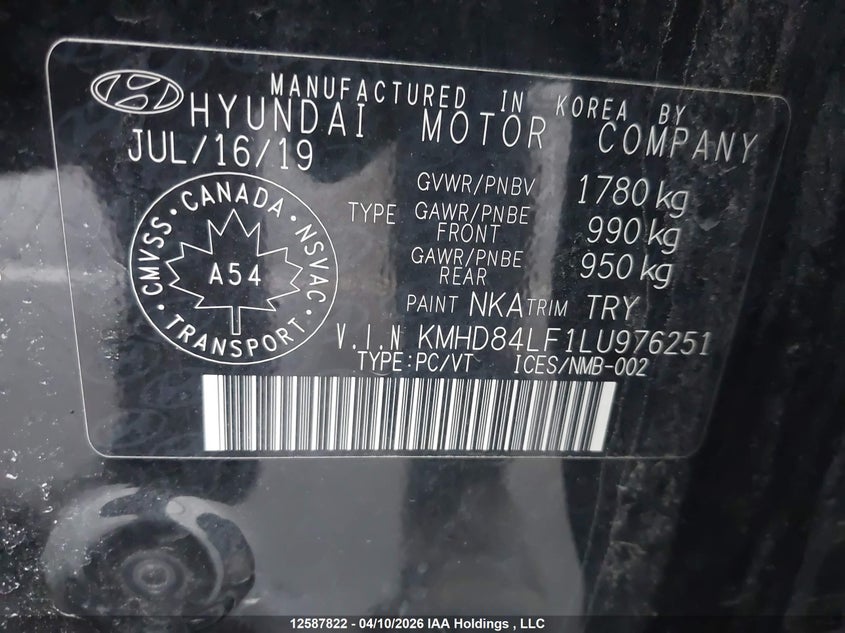 MANUFACTURED IN KOREA BY
HYUNDAI MOTOR COMPANY
JUL/16/19
CMVSS · CANADA · NSVAC · TRANSPORT ·
A54
GVWR/PNBV 1780 kg
TYPE GAWR/PNBE FRONT 990 kg
GAWR/PNBE REAR 950 kg
PAINT NKA TRIM TRY
V.I.N KMHD84LF1LU976251
TYPE:PC/VT ICES/NMB-002
12587822 - 04/10/2026 IAA Holdings , LLC